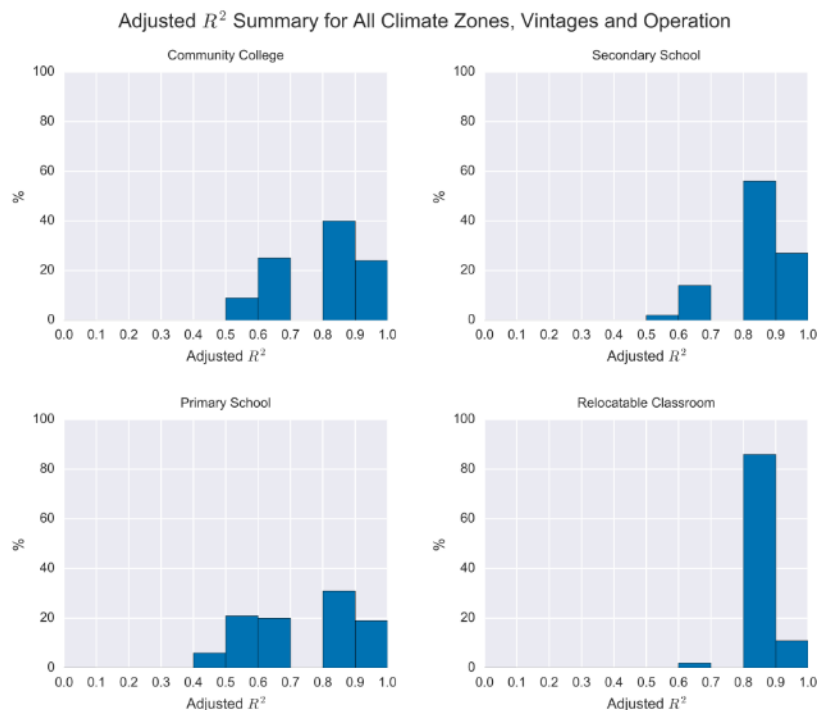 Adjusted R² Summary for All Climate Zones, Vintages and Operation
Community College
100
80
60
40
20
0
%
0.0 0.1 0.2 0.3 0.4 0.5 0.6 0.7 0.8 0.9 1.0
Adjusted R²
Secondary School
100
80
60
40
20
0
%
0.0 0.1 0.2 0.3 0.4 0.5 0.6 0.7 0.8 0.9 1.0
Adjusted R²
Primary School
100
80
60
40
20
0
%
0.0 0.1 0.2 0.3 0.4 0.5 0.6 0.7 0.8 0.9 1.0
Adjusted R²
Relocatable Classroom
100
80
60
40
20
0
%
0.0 0.1 0.2 0.3 0.4 0.5 0.6 0.7 0.8 0.9 1.0
Adjusted R²